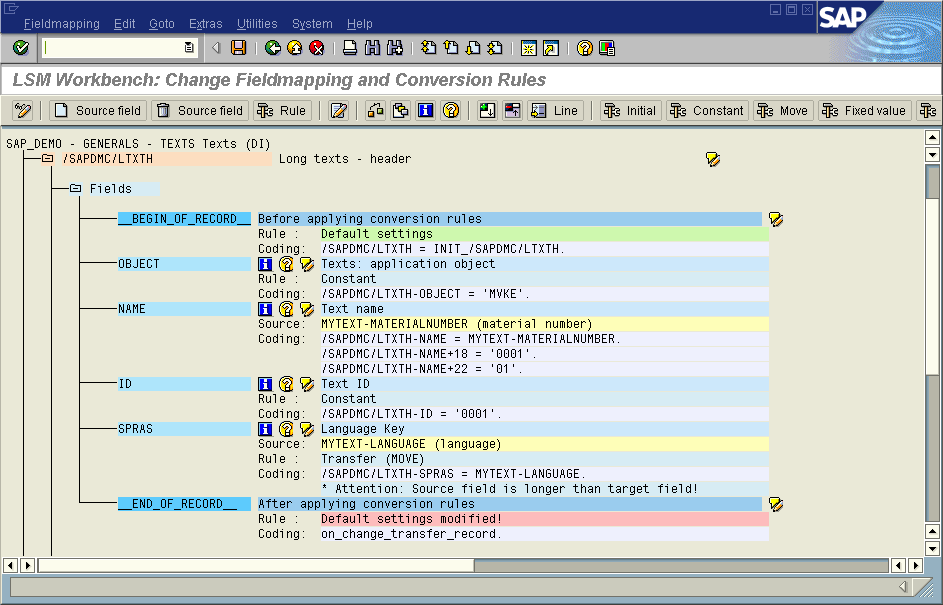 Fieldmapping Edit Goto Extras Utilities System Help
SAP
LSM Workbench: Change Fieldmapping and Conversion Rules
Source field Source field Rule Line Initial Constant Move Fixed value
SAP_DEMO - GENERALS - TEXTS Texts (DI)
/SAPDMC/LTXTH Long texts - header
Fields
__BEGIN_OF_RECORD__ Before applying conversion rules
Rule : Default settings
Coding: /SAPDMC/LTXTH = INIT_/SAPDMC/LTXTH.
OBJECT Texts: application object
Rule : Constant
Coding: /SAPDMC/LTXTH-OBJECT = 'MVKE'.
NAME Text name
Source: MYTEXT-MATERIALNUMBER (material number)
Coding: /SAPDMC/LTXTH-NAME = MYTEXT-MATERIALNUMBER.
/SAPDMC/LTXTH-NAME+18 = '0001'.
/SAPDMC/LTXTH-NAME+22 = '01'.
ID Text ID
Rule : Constant
Coding: /SAPDMC/LTXTH-ID = '0001'.
SPRAS Language Key
Source: MYTEXT-LANGUAGE (language)
Rule : Transfer (MOVE)
Coding: /SAPDMC/LTXTH-SPRAS = MYTEXT-LANGUAGE.
* Attention: Source field is longer than target field!
__END_OF_RECORD__ After applying conversion rules
Rule : Default settings modified!
Coding: on_change_transfer_record.